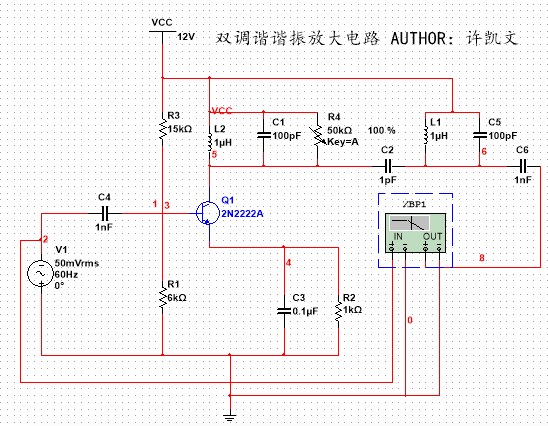 VCC
12V
双调谐谐振放大电路 AUTHOR: 许凯文
R3
15kΩ
VCC
L2
1µH
5
C1
100pF
R4
50kΩ
Key=A
100 %
L1
1µH
C5
100pF
6
C2
1pF
C6
1nF
C4
1nF
1
3
Q1
2N2222A
XBP1
IN
OUT
2
V1
50mVrms
60Hz
0°
R1
6kΩ
4
C3
0.1µF
R2
1kΩ
8
0